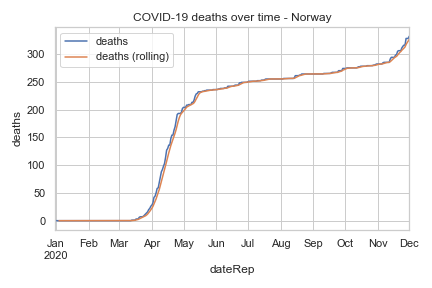 COVID-19 deaths over time - Norway
deaths
deaths (rolling)
300
250
200
150
100
50
0
deaths
Jan Feb Mar Apr May Jun Jul Aug Sep Oct Nov Dec
2020
dateRep